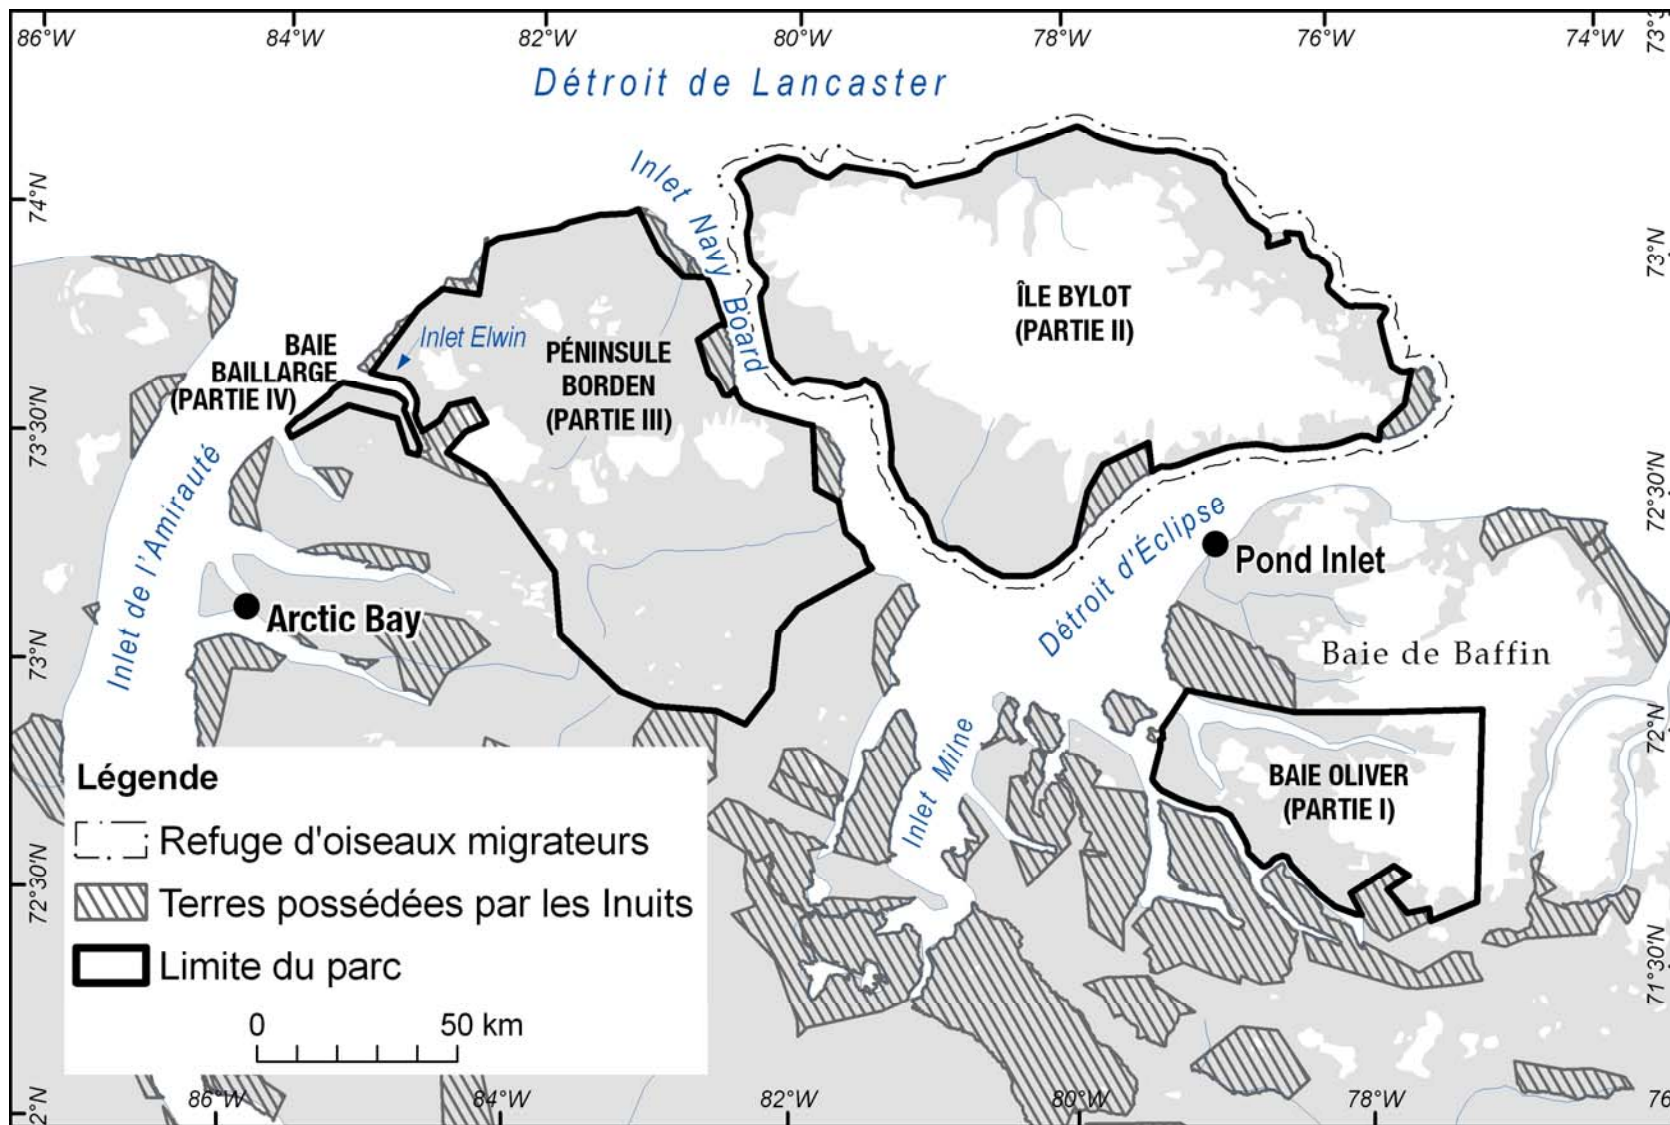 86°W
84°W
82°W
80°W
78°W
76°W
74°W
73°3
Détroit de Lancaster
Inlet Navy Board
74°N
73°N
ÎLE BYLOT
(PARTIE II)
BAIE
BAILLARGE
(PARTIE IV)
Inlet Elwin
PÉNINSULE
BORDEN
(PARTIE III)
73°30'N
72°30'N
Inlet de l'Amirauté
Détroit d'Éclipse
Pond Inlet
Arctic Bay
73°N
Baie de Baffin
72°N
Inlet Milne
BAIE OLIVER
(PARTIE I)
Légende
Refuge d'oiseaux migrateurs
Terres possédées par les Inuits
Limite du parc
72°30'N
71°30'N
0 50 km
2°N
86°W
84°W
82°W
80°W
78°W
76